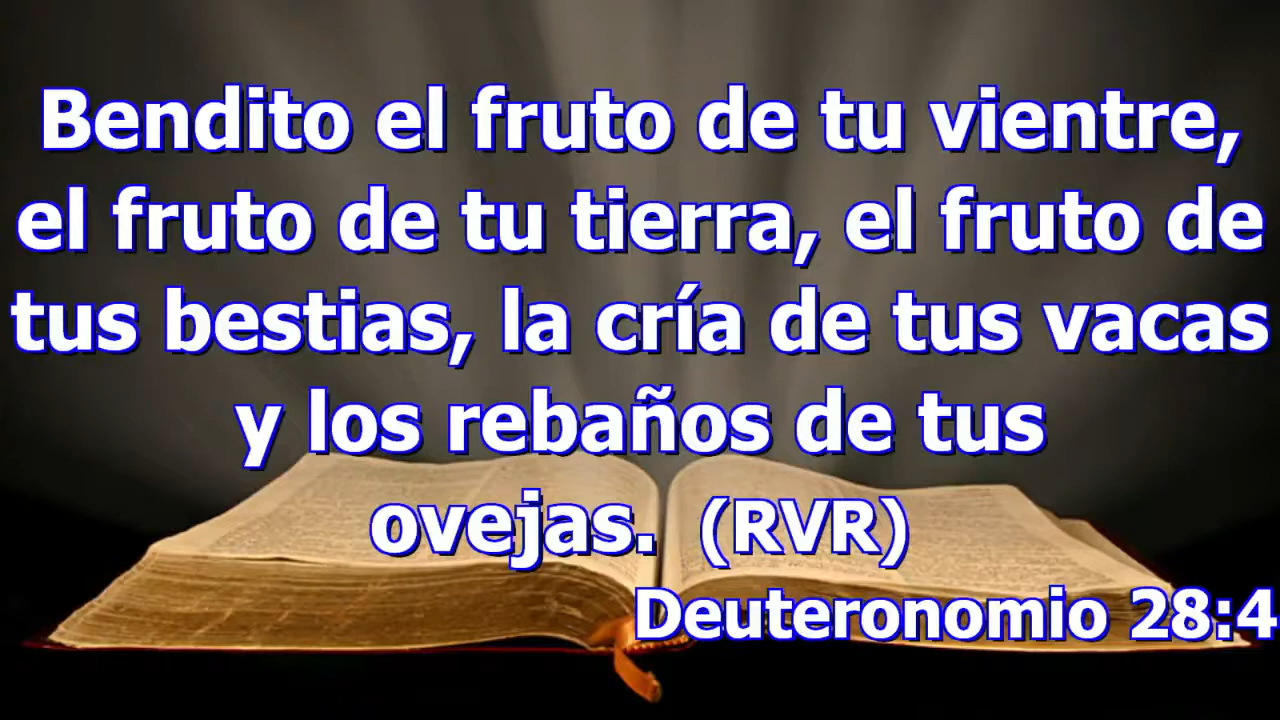 Bendito el fruto de tu vientre,
el fruto de tu tierra, el fruto de
tus bestias, la cría de tus vacas
y los rebaños de tus
ovejas. (RVR)
Deuteronomio 28:4